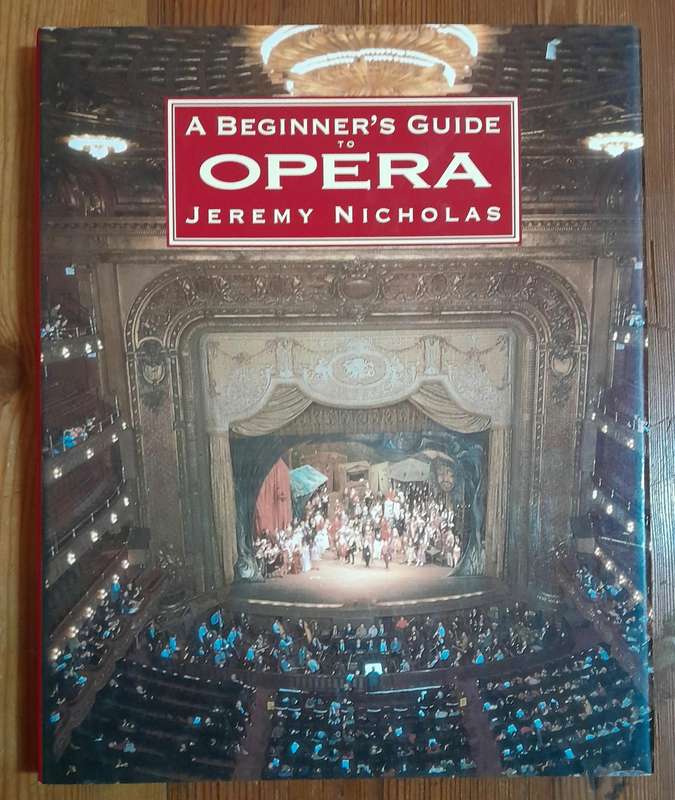 A BEGINNER'S GUIDE
TO
OPERA
JEREMY NICHOLAS